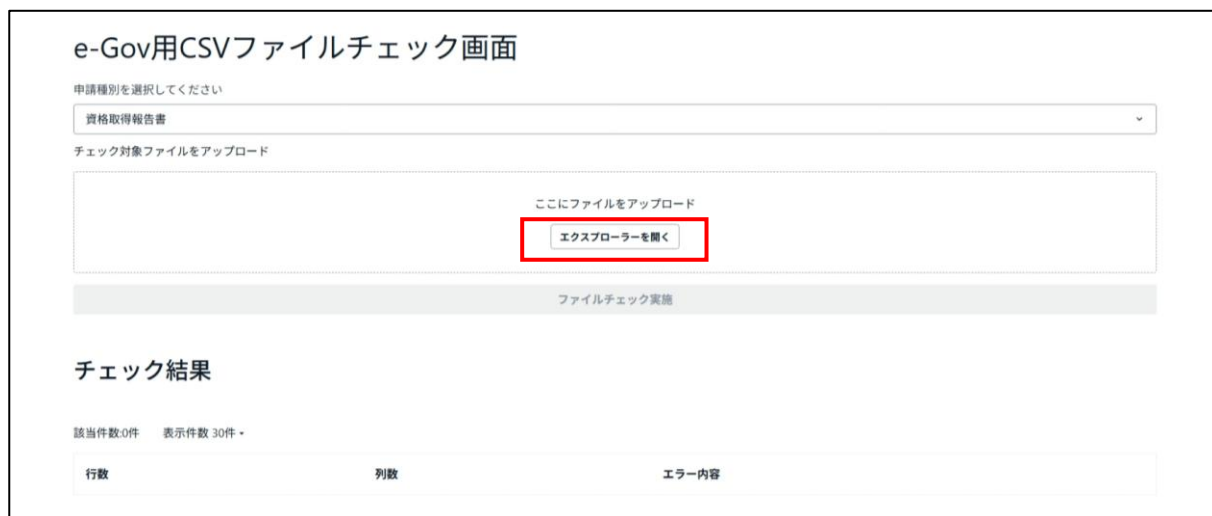 e-Gov用CSVファイルチェック画面
申請種別を選択してください
資格取得報告書
チェック対象ファイルをアップロード
ここにファイルをアップロード
エクスプローラーを開く
ファイルチェック実施
チェック結果
該当件数:0件 表示件数 30件
行数 列数 エラー内容